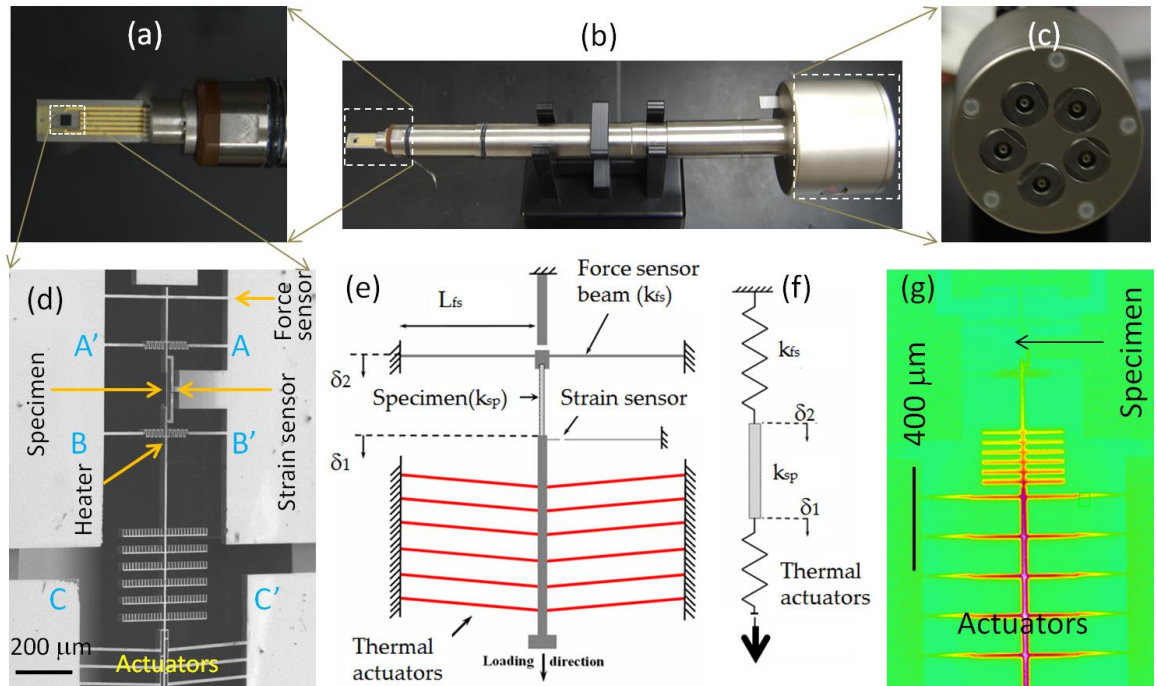 (a)
(b)
(c)
(d)
Force
sensor
A’
A
Specimen
Strain sensor
B
B’
Heater
C
C’
200 μm
Actuators
(e)
Lfs
Force sensor
beam (kfs)
δ2
Specimen(ksp)
Strain sensor
δ1
Thermal
actuators
Loading direction
(f)
kfs
δ2
ksp
δ1
Thermal
actuators
(g)
Specimen
400 μm
Actuators